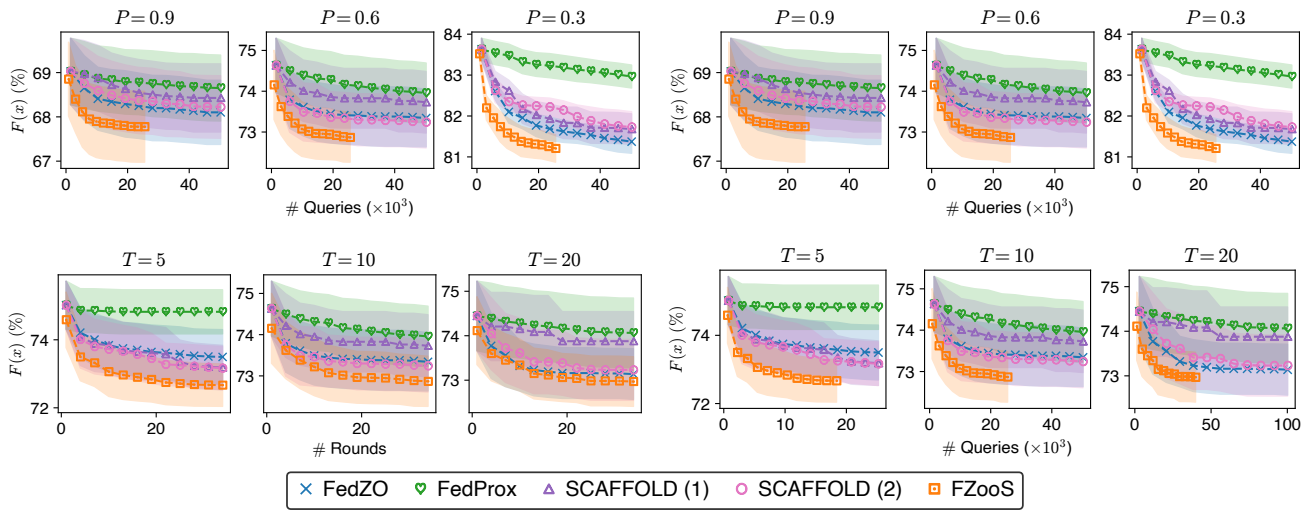 P = 0.9 P = 0.6 P = 0.3 P = 0.9 P = 0.6 P = 0.3
F(x) (%) 69 68 67 75 74 73 84 83 82 81 F(x) (%) 69 68 67 75 74 73 84 83 82 81
0 20 40 0 20 40 0 20 40 0 20 40 0 20 40 0 20 40
# Queries (×10³) # Queries (×10³)
T = 5 T = 10 T = 20 T = 5 T = 10 T = 20
F(x) (%) 74 72 75 74 73 75 74 73 F(x) (%) 74 72 75 74 73 75 74 73
0 20 0 20 0 20 0 10 20 0 20 40 0 50 100
# Rounds # Queries (×10³)
FedZO FedProx SCAFFOLD (1) SCAFFOLD (2) FZooS